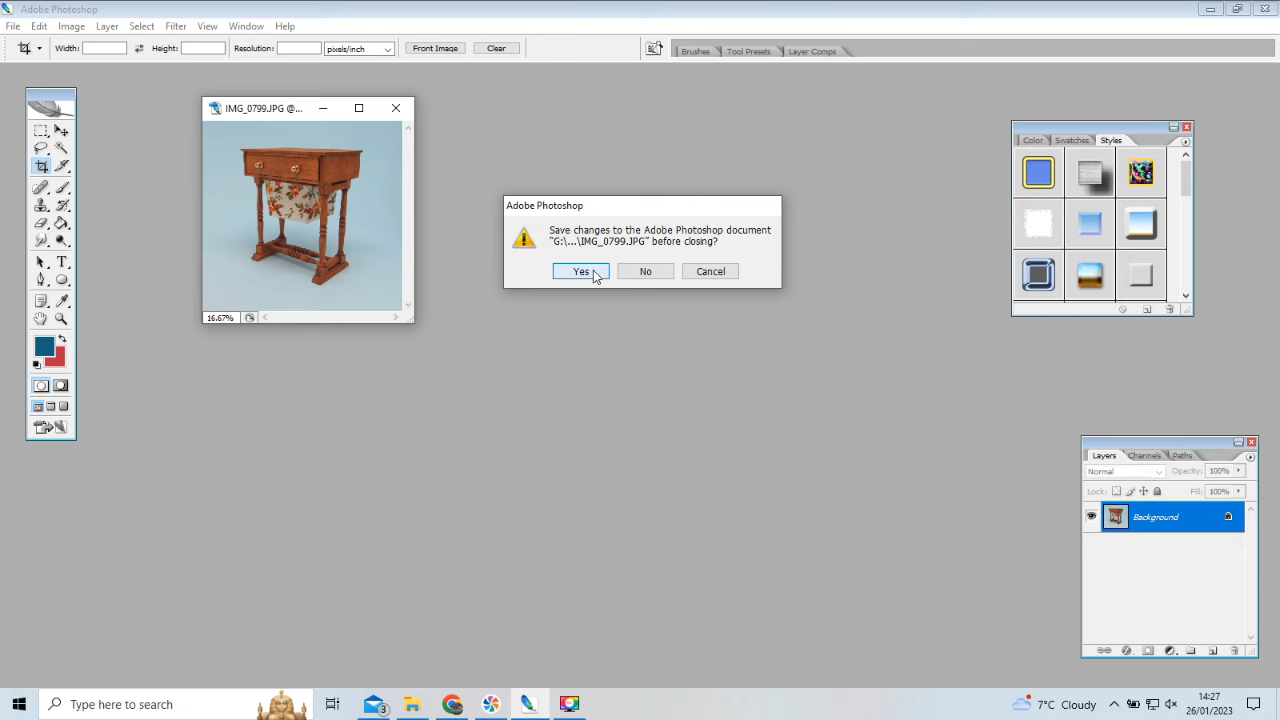 Adobe Photoshop
File Edit Image Layer Select Filter View Window Help
Width: Height: Resolution: pixels/inch Front Image Clear Brushes Tool Presets Layer Comps
IMG_0799.JPG @...
16.67%
Adobe Photoshop
Save changes to the Adobe Photoshop document
"G:\...\IMG_0799.JPG" before closing?
Yes No Cancel
Color Swatches Styles
T
Layers Channels Paths
Normal Opacity: 100%
Lock: Fill: 100%
Background
Type here to search
3
7°C Cloudy
14:27
26/01/2023